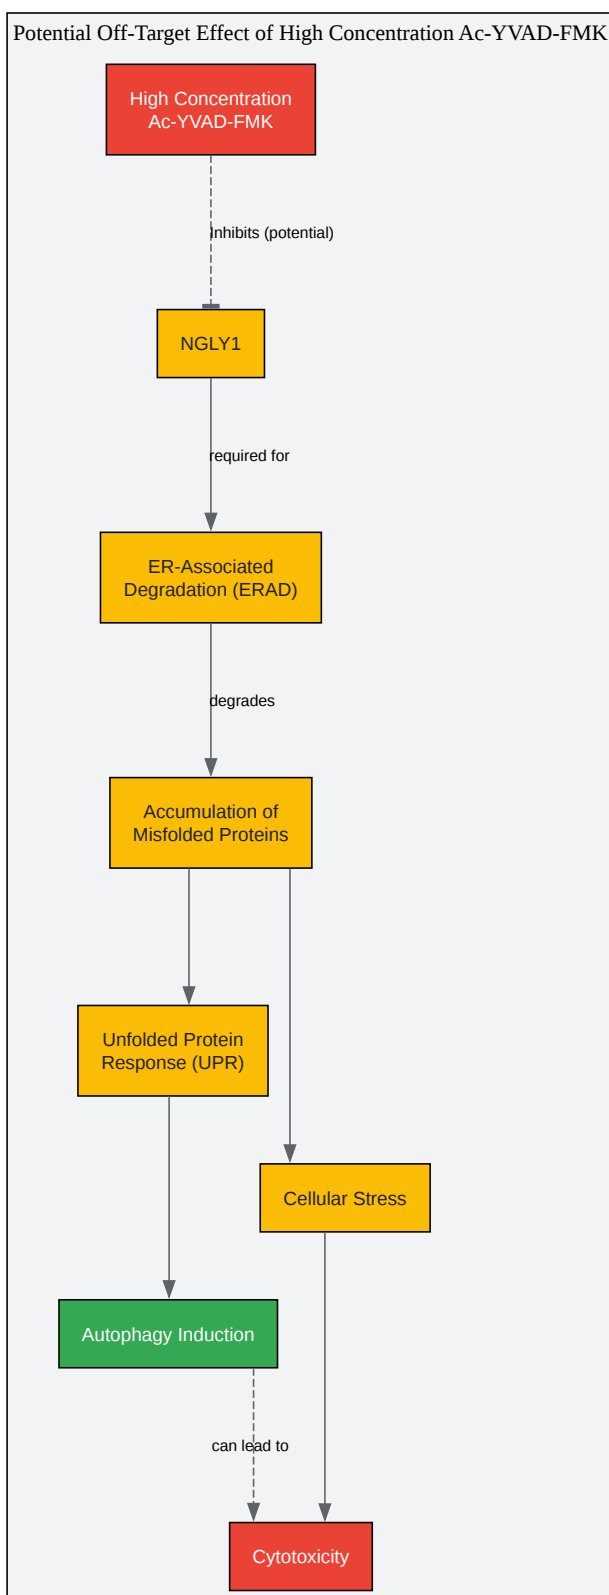 Potential Off-Target Effect of High Concentration Ac-YVAD-FMK
High Concentration
Ac-YVAD-FMK
Inhibits (potential)
NGLY1
required for
ER-Associated
Degradation (ERAD)
degrades
Accumulation of
Misfolded Proteins
Unfolded Protein
Response (UPR)
Cellular Stress
Autophagy Induction
can lead to
Cytotoxicity